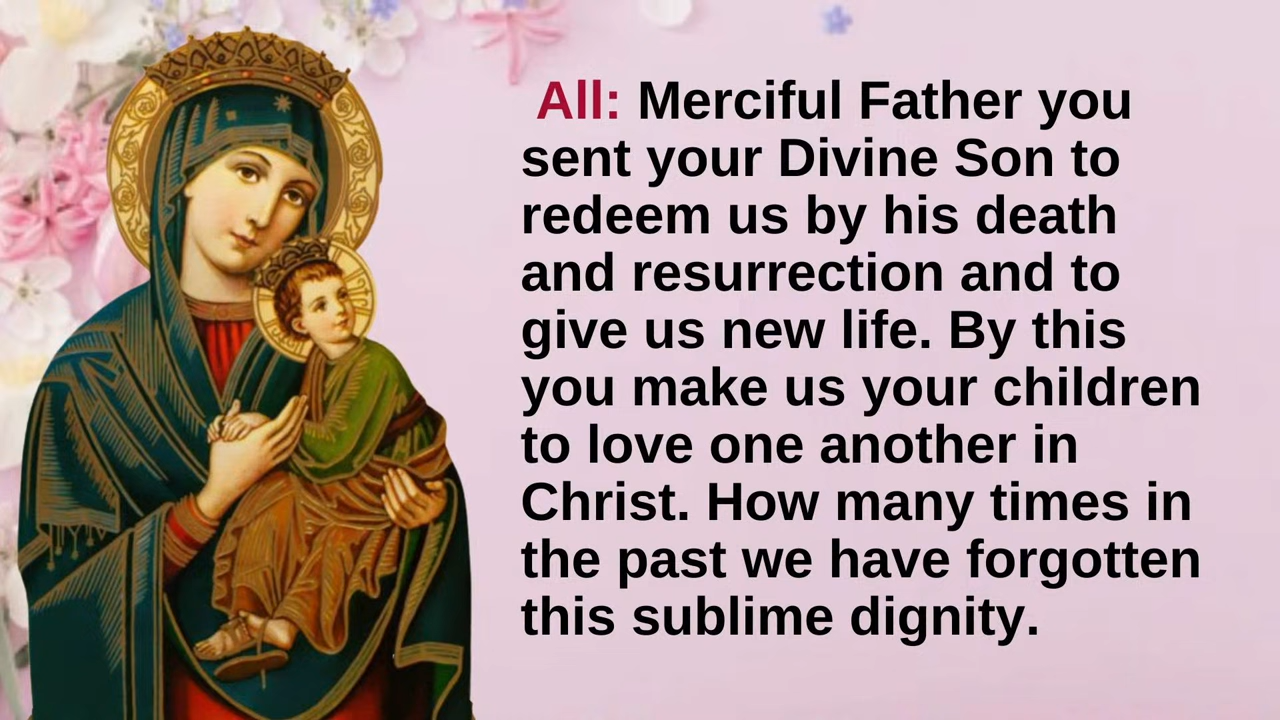 All: Merciful Father you
sent your Divine Son to
redeem us by his death
and resurrection and to
give us new life. By this
you make us your children
to love one another in
Christ. How many times in
the past we have forgotten
this sublime dignity.